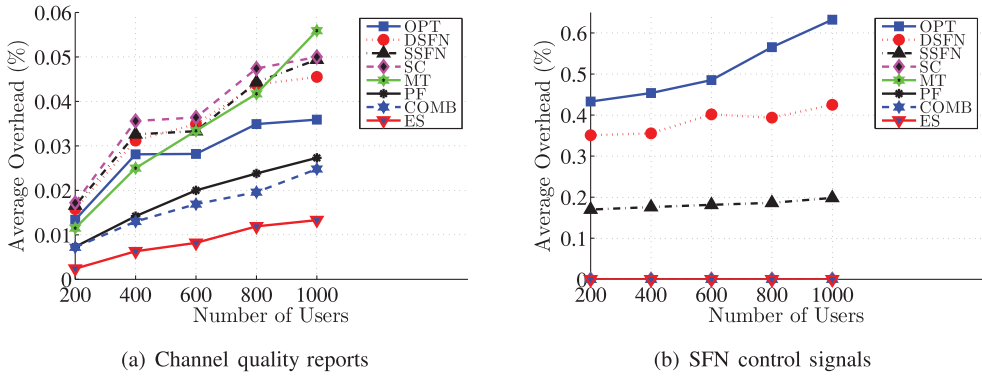 0.06
0.05
0.04
0.03
0.02
0.01
0
Average Overhead (%)
200 400 600 800 1000
Number of Users
OPT
DSFN
SSFN
SC
MT
PF
COMB
ES
(a) Channel quality reports
0.6
0.5
0.4
0.3
0.2
0.1
0
Average Overhead (%)
200 400 600 800 1000
Number of Users
OPT
DSFN
SSFN
SC
MT
PF
COMB
ES
(b) SFN control signals